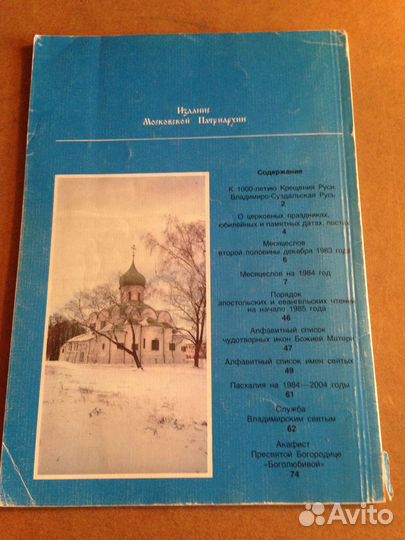 Издание
Московской Патриархии
Содержание
К 1000-летию Крещения Руси:
Владимиро-Суздальская Русь
2
О церковных праздниках,
юбилейных и памятных датах, постах
4
Месяцеслов
второй половины декабря 1983 года
6
Месяцеслов на 1984 год
7
Порядок
апостольских и евангельских чтений
на начало 1985 года
46
Алфавитный список
чудотворных икон Божией Матери
47
Алфавитный список имен святых
49
Пасхалия на 1984—2004 годы
61
Служба
Владимирским святым
62
Акафист
Пресвятой Богородице
«Боголюбивой»
74
Avito